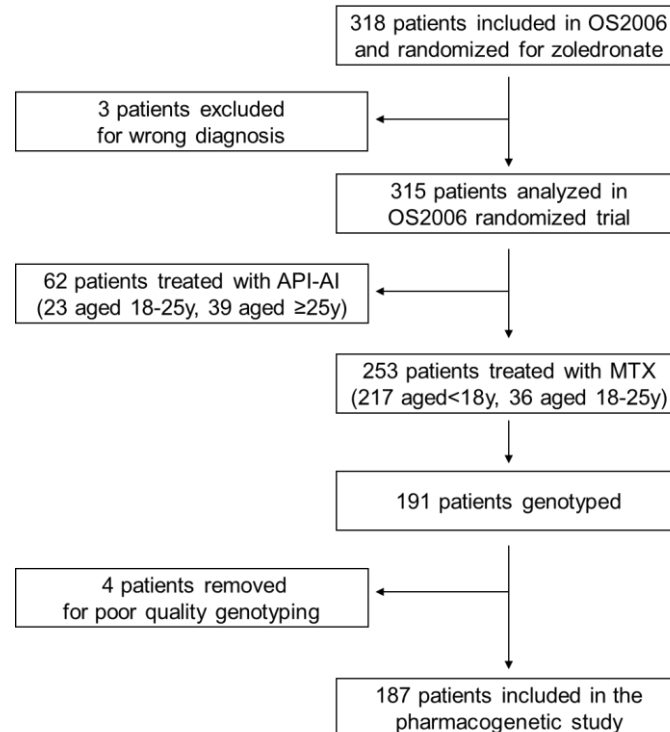 318 patients included in OS2006
and randomized for zoledronate
3 patients excluded
for wrong diagnosis
315 patients analyzed in
OS2006 randomized trial
62 patients treated with API-AI
(23 aged 18-25y, 39 aged ≥25y)
253 patients treated with MTX
(217 aged<18y, 36 aged 18-25y)
191 patients genotyped
4 patients removed
for poor quality genotyping
187 patients included in the
pharmacogenetic study